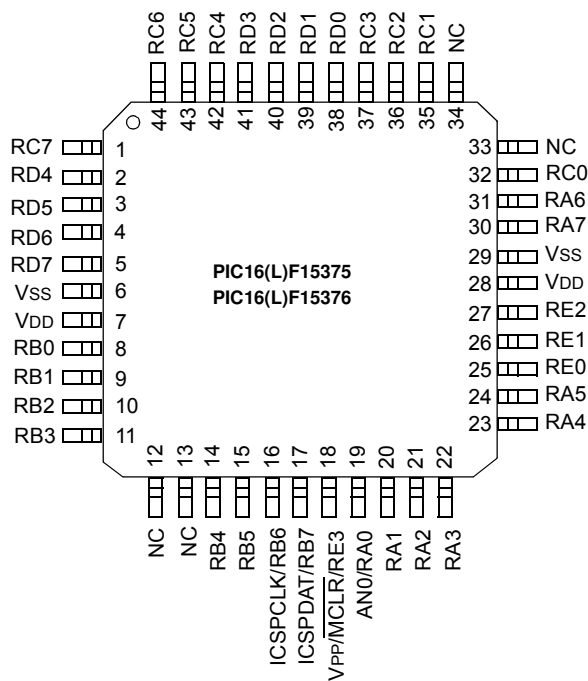 RC6
RC5
RC4
RD3
RD2
RD1
RD0
RC3
RC2
RC1
NC
44
43
42
41
40
39
38
37
36
35
34
RC7 1
RD4 2
RD5 3
RD6 4
RD7 5
VSS 6
VDD 7
RB0 8
RB1 9
RB2 10
RB3 11
PIC16(L)F15375
PIC16(L)F15376
33 NC
32 RC0
31 RA6
30 RA7
29 VSS
28 VDD
27 RE2
26 RE1
25 RE0
24 RA5
23 RA4
12
13
14
15
16
17
18
19
20
21
22
NC
NC
RB4
RB5
ICSPCLK/RB6
ICSPDAT/RB7
VPP/MCLR/RE3
AN0/RA0
RA1
RA2
RA3